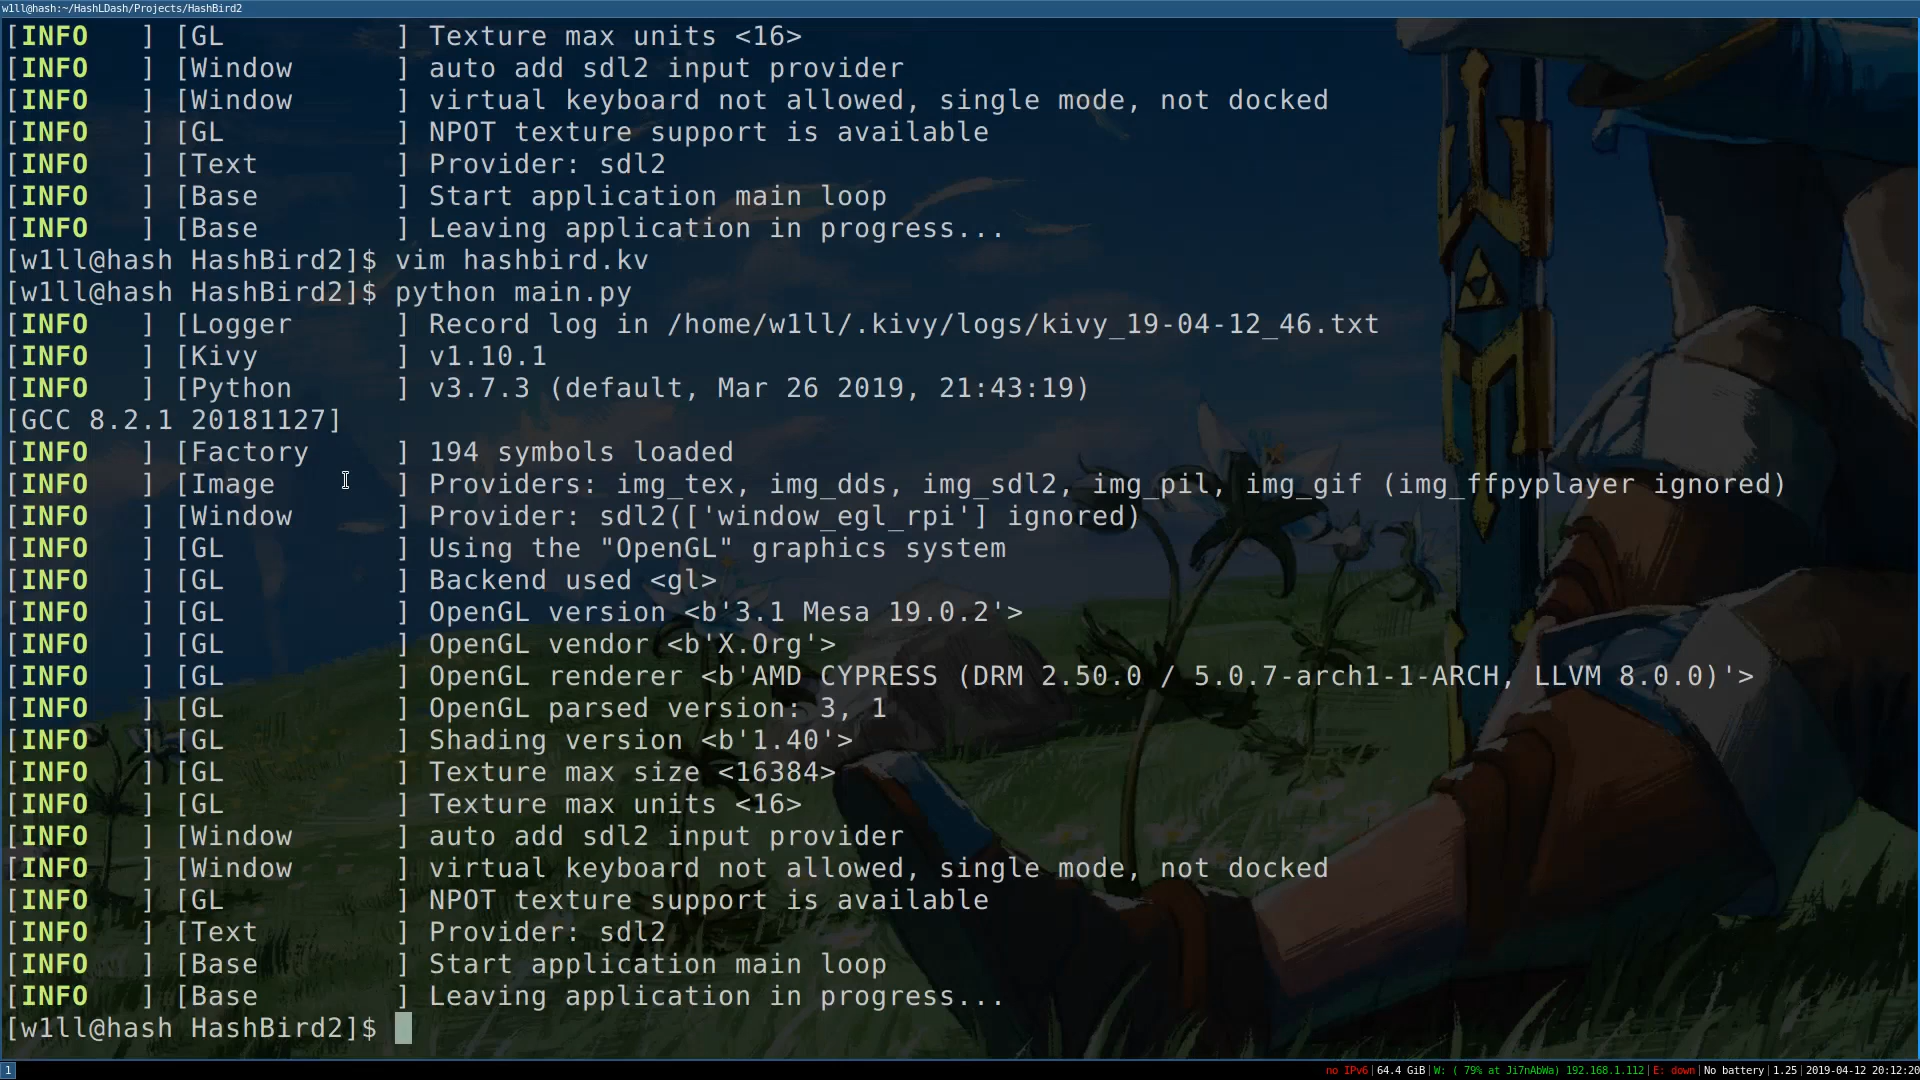 w1ll@hash:~/HashLDash/Projects/HashBird2
[INFO   ] [GL          ] Texture max units <16>
[INFO   ] [Window      ] auto add sdl2 input provider
[INFO   ] [Window      ] virtual keyboard not allowed, single mode, not docked
[INFO   ] [GL          ] NPOT texture support is available
[INFO   ] [Text        ] Provider: sdl2
[INFO   ] [Base        ] Start application main loop
[INFO   ] [Base        ] Leaving application in progress...
[w1ll@hash HashBird2]$ vim hashbird.kv
[w1ll@hash HashBird2]$ python main.py
[INFO   ] [Logger      ] Record log in /home/w1ll/.kivy/logs/kivy_19-04-12_46.txt
[INFO   ] [Kivy        ] v1.10.1
[INFO   ] [Python      ] v3.7.3 (default, Mar 26 2019, 21:43:19)
[GCC 8.2.1 20181127]
[INFO   ] [Factory     ] 194 symbols loaded
[INFO   ] [Image       ] Providers: img_tex, img_dds, img_sdl2, img_pil, img_gif (img_ffpyplayer ignored)
[INFO   ] [Window      ] Provider: sdl2(['window_egl_rpi'] ignored)
[INFO   ] [GL          ] Using the "OpenGL" graphics system
[INFO   ] [GL          ] Backend used <gl>
[INFO   ] [GL          ] OpenGL version <b'3.1 Mesa 19.0.2'>
[INFO   ] [GL          ] OpenGL vendor <b'X.Org'>
[INFO   ] [GL          ] OpenGL renderer <b'AMD CYPRESS (DRM 2.50.0 / 5.0.7-arch1-1-ARCH, LLVM 8.0.0)'>
[INFO   ] [GL          ] OpenGL parsed version: 3, 1
[INFO   ] [GL          ] Shading version <b'1.40'>
[INFO   ] [GL          ] Texture max size <16384>
[INFO   ] [GL          ] Texture max units <16>
[INFO   ] [Window      ] auto add sdl2 input provider
[INFO   ] [Window      ] virtual keyboard not allowed, single mode, not docked
[INFO   ] [GL          ] NPOT texture support is available
[INFO   ] [Text        ] Provider: sdl2
[INFO   ] [Base        ] Start application main loop
[INFO   ] [Base        ] Leaving application in progress...
[w1ll@hash HashBird2]$
1 no IPv6|64.4 GiB|W: ( 79% at Ji7nAbWa) 192.168.1.112|E: down|No battery|1.25|2019-04-12 20:12:20